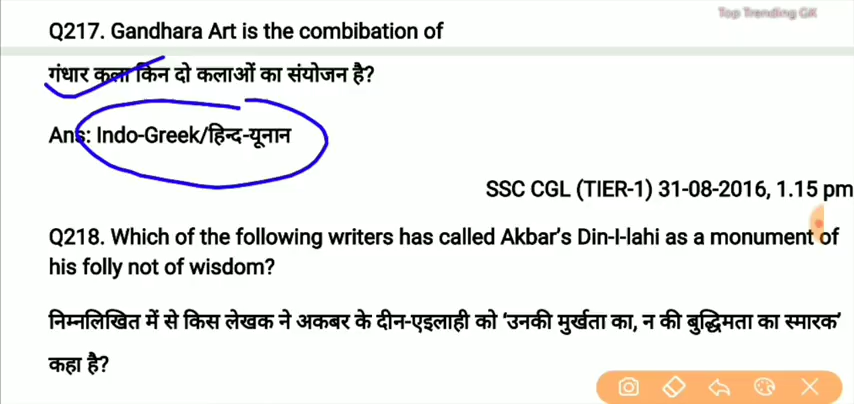 Top Trending GK
Q217. Gandhara Art is the combibation of
गंधार कला किन दो कलाओं का संयोजन है?
Ans: Indo-Greek/हिन्द-यूनान
SSC CGL (TIER-1) 31-08-2016, 1.15 pm
Q218. Which of the following writers has called Akbar's Din-I-lahi as a monument of
his folly not of wisdom?
निम्नलिखित में से किस लेखक ने अकबर के दीन-एइलाही को 'उनकी मुर्खता का, न की बुद्धिमता का स्मारक'
कहा है?